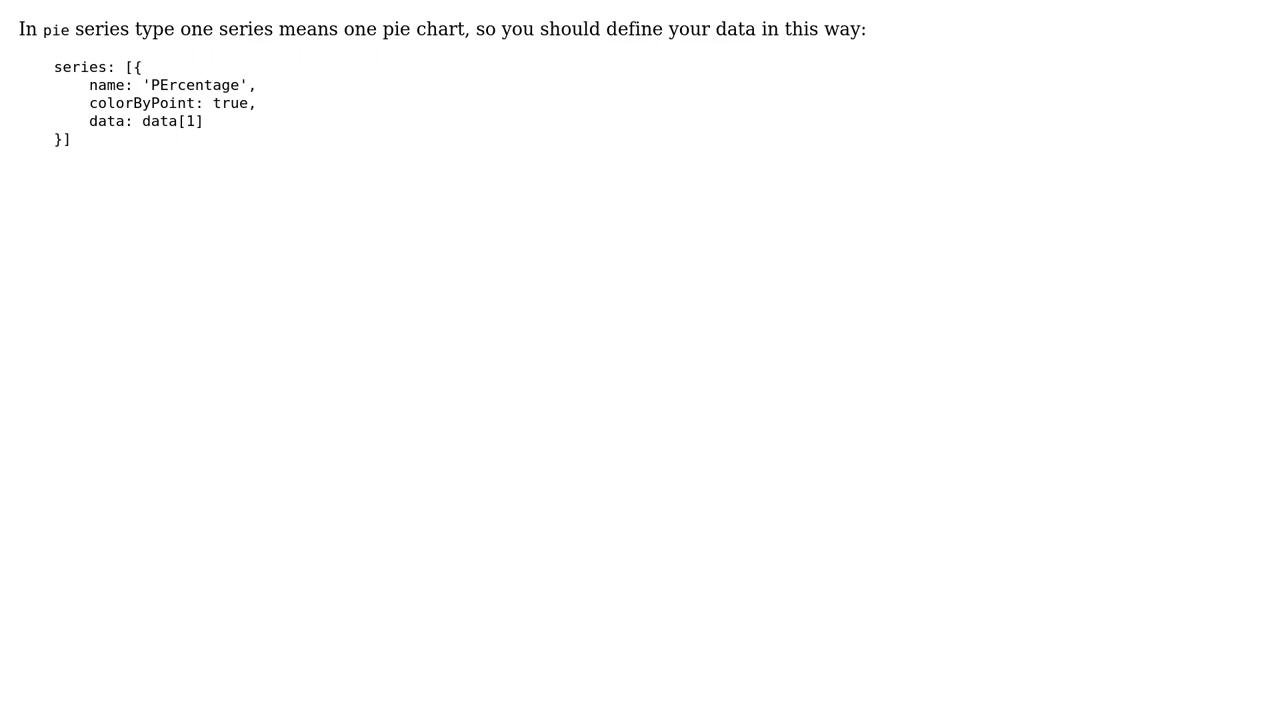 In pie series type one series means one pie chart, so you should define your data in this way:
series: [{
    name: 'PErcentage',
    colorByPoint: true,
    data: data[1]
}]